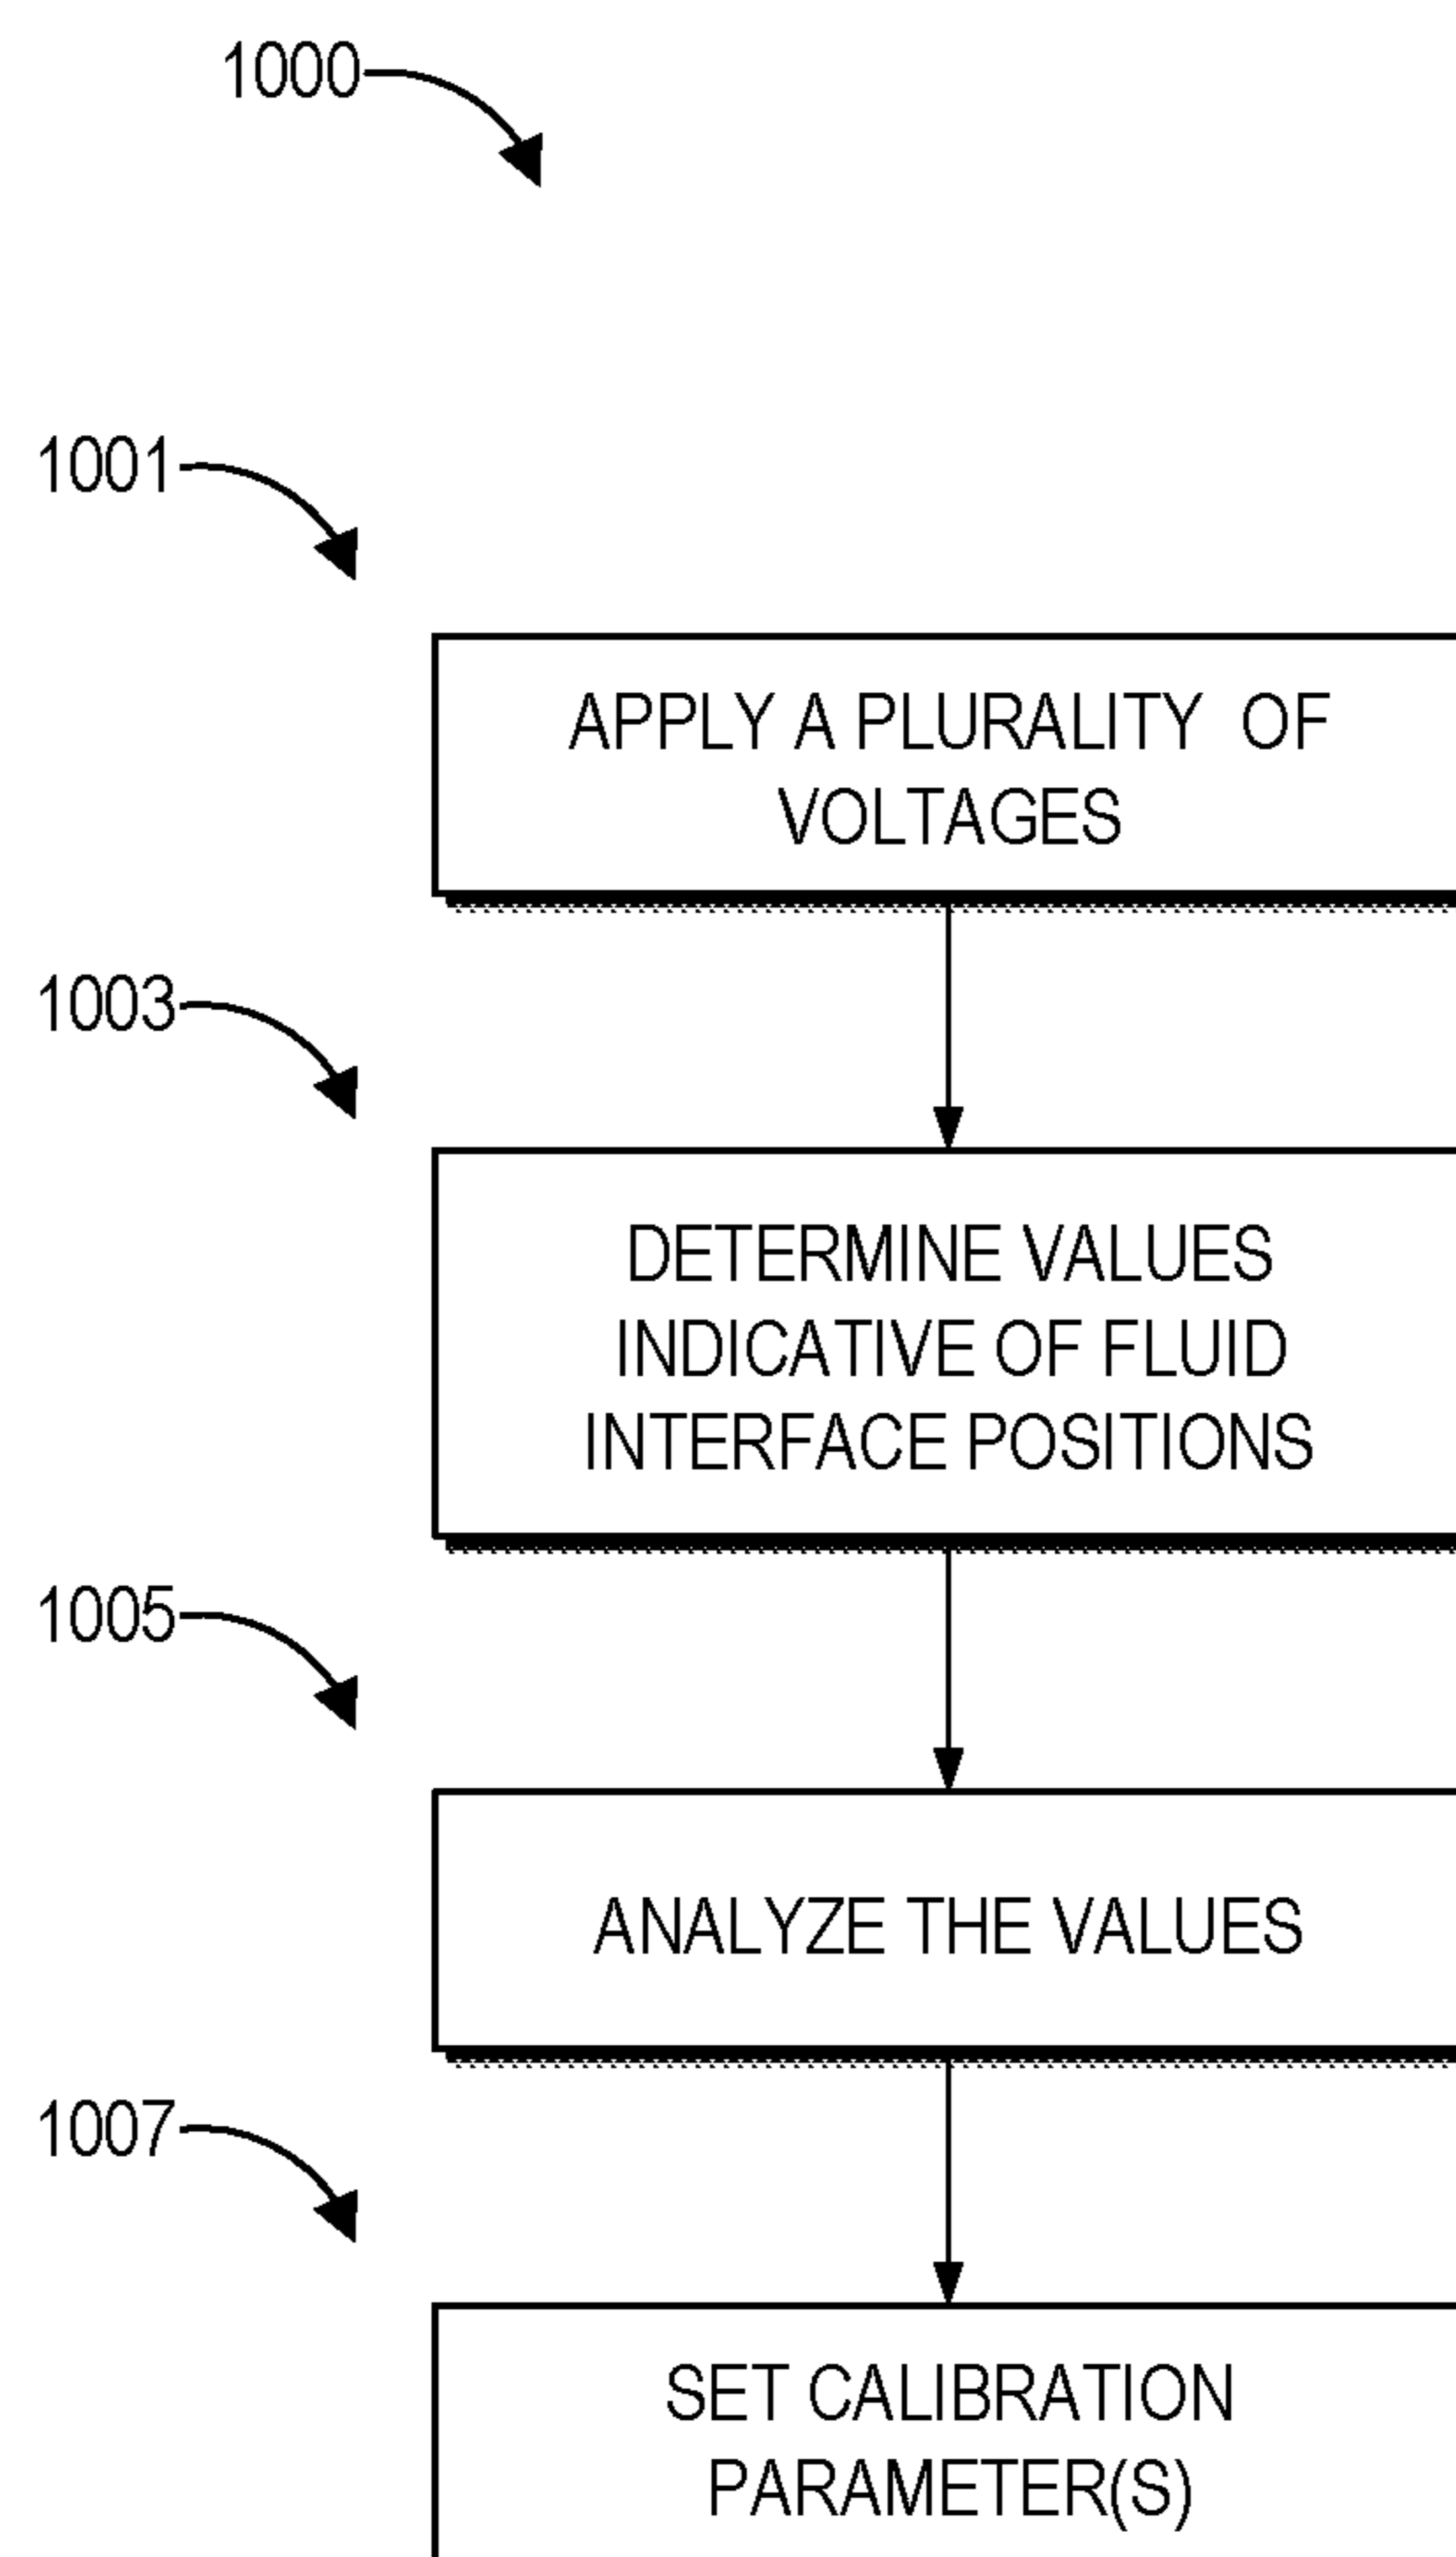 1000
1001
APPLY A PLURALITY OF
VOLTAGES
1003
DETERMINE VALUES
INDICATIVE OF FLUID
INTERFACE POSITIONS
1005
ANALYZE THE VALUES
1007
SET CALIBRATION
PARAMETER(S)